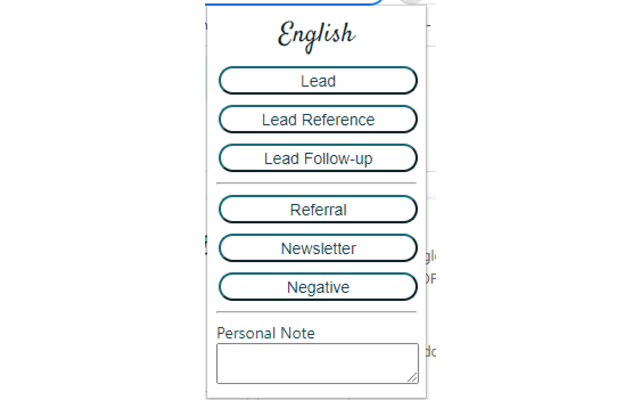 English
Lead
Lead Reference
Lead Follow-up
Referral
Newsletter
Negative
Personal Note